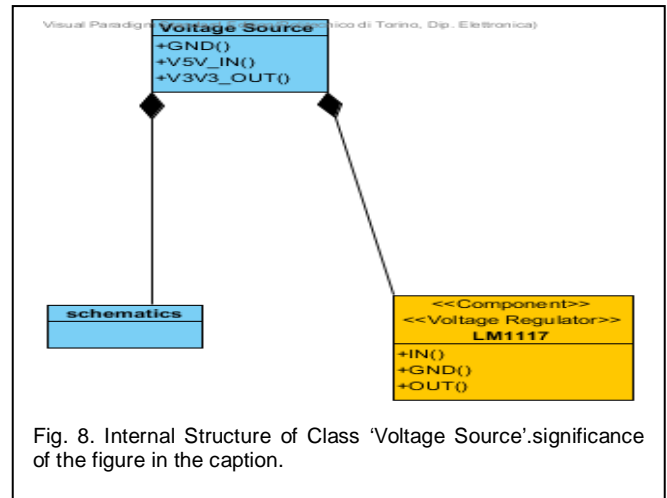 Visual Paradigm
Voltage Source
nico di Torino, Dip. Elettronica)
+GND()
+V5V_IN()
+V3V3_OUT()
schematics
<<Component>>
<<Voltage Regulator>>
LM1117
+IN()
+GND()
+OUT()
Fig. 8. Internal Structure of Class ‘Voltage Source’.significance
of the figure in the caption.